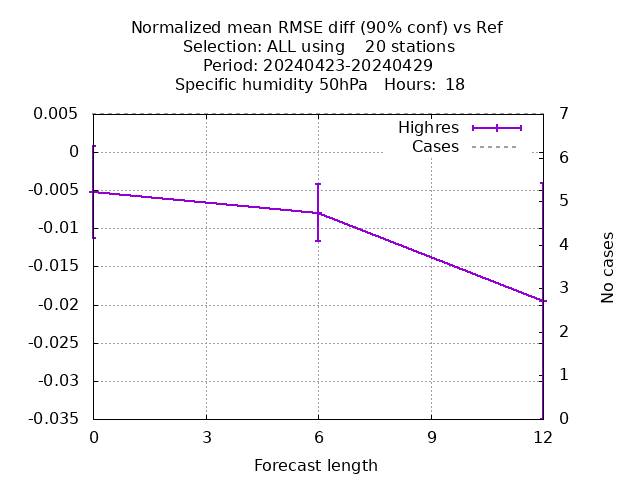 Normalized mean RMSE diff (90% conf) vs Ref
Selection: ALL using    20 stations
Period: 20240423-20240429
Specific humidity 50hPa   Hours:  18
Highres
Cases
0.005
0
-0.005
-0.01
-0.015
-0.02
-0.025
-0.03
-0.035
7
6
5
4
3
2
1
0
No cases
0 3 6 9 12
Forecast length